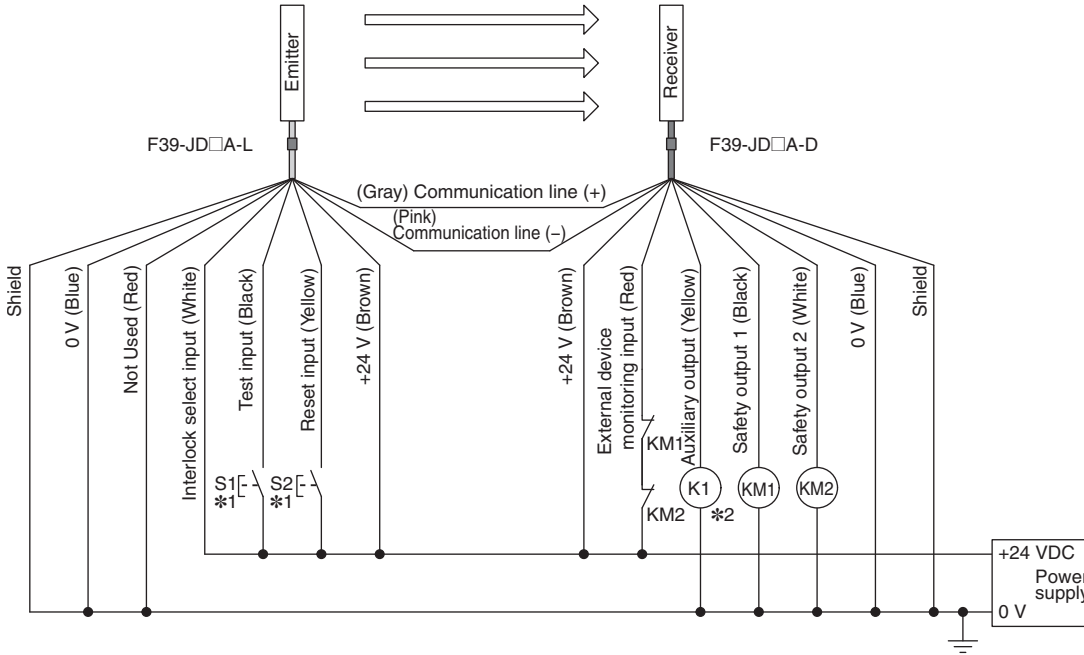 Emitter
Receiver
F39-JD□A-L
F39-JD□A-D
(Gray) Communication line (+)
(Pink)
Communication line (−)
Shield
0 V (Blue)
Not Used (Red)
Interlock select input (White)
Test input (Black)
Reset input (Yellow)
+24 V (Brown)
+24 V (Brown)
External device
monitoring input (Red)
Auxiliary output (Yellow)
Safety output 1 (Black)
Safety output 2 (White)
0 V (Blue)
Shield
KM1
S1
✻1
S2
✻1
KM2
K1
✻2
KM1
KM2
+24 VDC
Power
supply
0 V